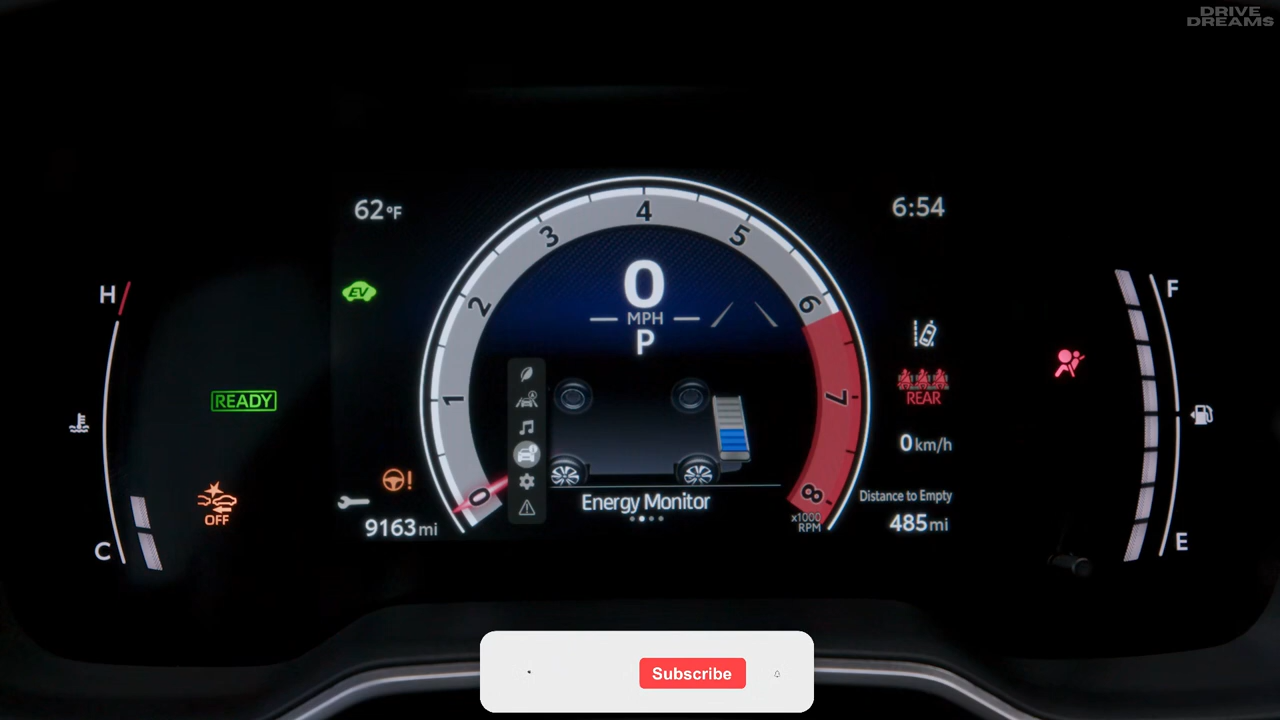 DRIVE
DREAMS
62°F
6:54
0 1 2 3 4 5 6 7 8
H
F
EV
0
MPH
P
READY
REAR
0 km/h
OFF
Energy Monitor
Distance to Empty
x1000
RPM
9163 mi
485 mi
C
E
Subscribe